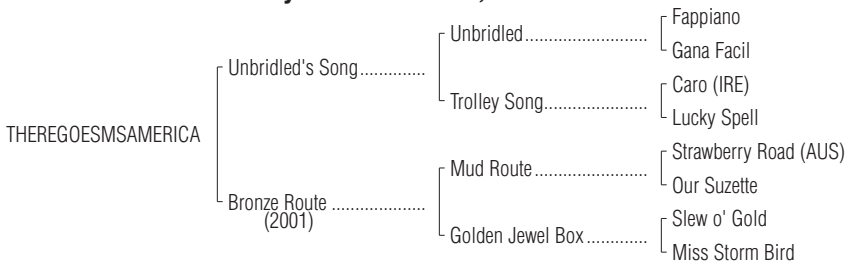 Fappiano
Unbridled
Gana Facil
Unbridled's Song
Caro (IRE)
Trolley Song
Lucky Spell
THEREGOESMSAMERICA
Strawberry Road (AUS)
Mud Route
Our Suzette
Bronze Route
(2001)
Slew o' Gold
Golden Jewel Box
Miss Storm Bird